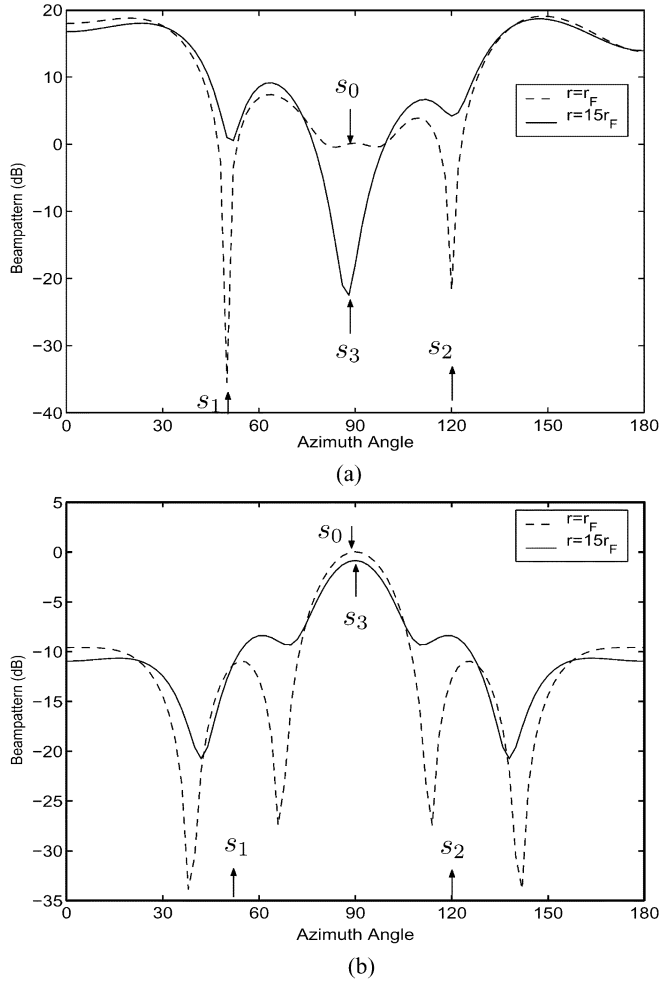 20
10
0
−10
−20
−30
−40
Beampattern (dB)
r=r_F
r=15r_F
s_0
s_3
s_1
s_2
0 30 60 90 120 150 180
Azimuth Angle
(a)
5
0
−5
−10
−15
−20
−25
−30
−35
Beampattern (dB)
r=r_F
r=15r_F
s_0
s_3
s_1
s_2
0 30 60 90 120 150 180
Azimuth Angle
(b)